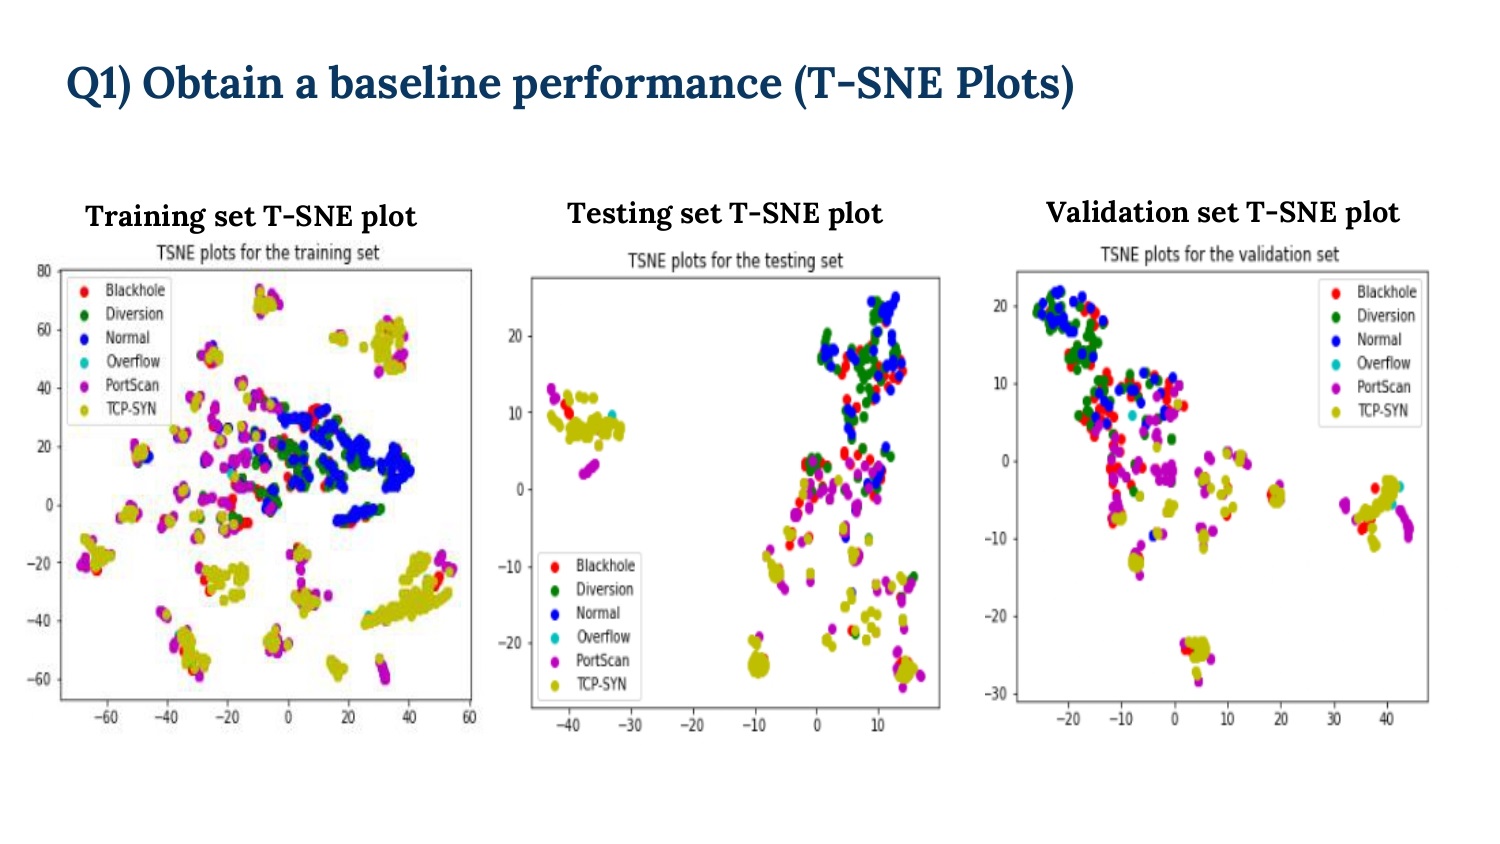 Q1) Obtain a baseline performance (T-SNE Plots)
Training set T-SNE plot
TSNE plots for the training set
80
60
40
20
0
−20
−40
−60
−60
−40
−20
0
20
40
60
Blackhole
Diversion
Normal
Overflow
PortScan
TCP-SYN
Testing set T-SNE plot
TSNE plots for the testing set
20
10
0
−10
−20
−40
−30
−20
−10
0
10
Blackhole
Diversion
Normal
Overflow
PortScan
TCP-SYN
Validation set T-SNE plot
TSNE plots for the validation set
20
10
0
−10
−20
−30
−20
−10
0
10
20
30
40
Blackhole
Diversion
Normal
Overflow
PortScan
TCP-SYN